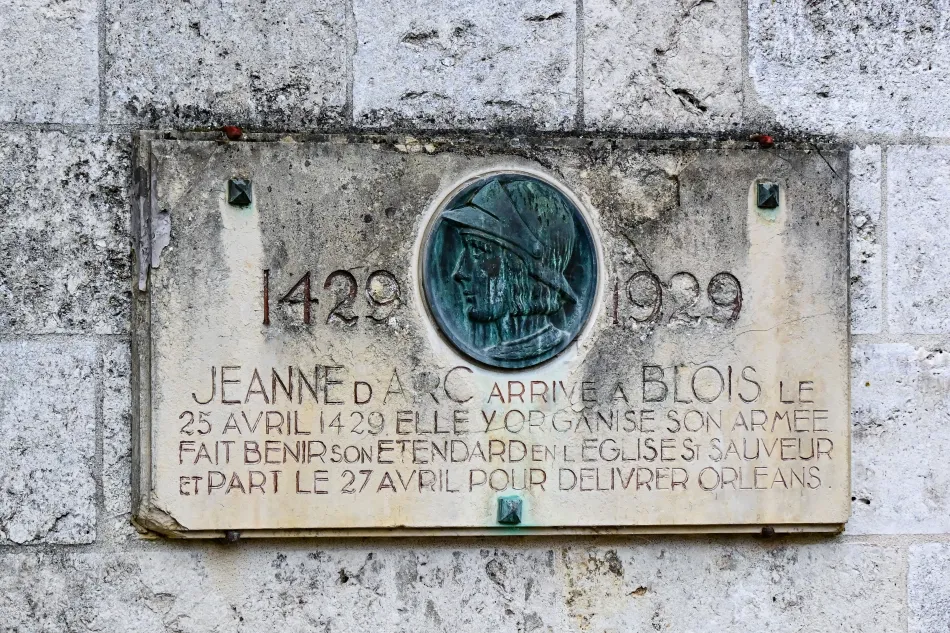 1429 1929
JEANNE D ARC ARRIVE A BLOIS LE
25 AVRIL 1429 ELLE Y ORGANISE SON ARMEE
FAIT BENIR SON ETENDARD EN L EGLISE ST SAUVEUR
ET PART LE 27 AVRIL POUR DELIVRER ORLEANS.